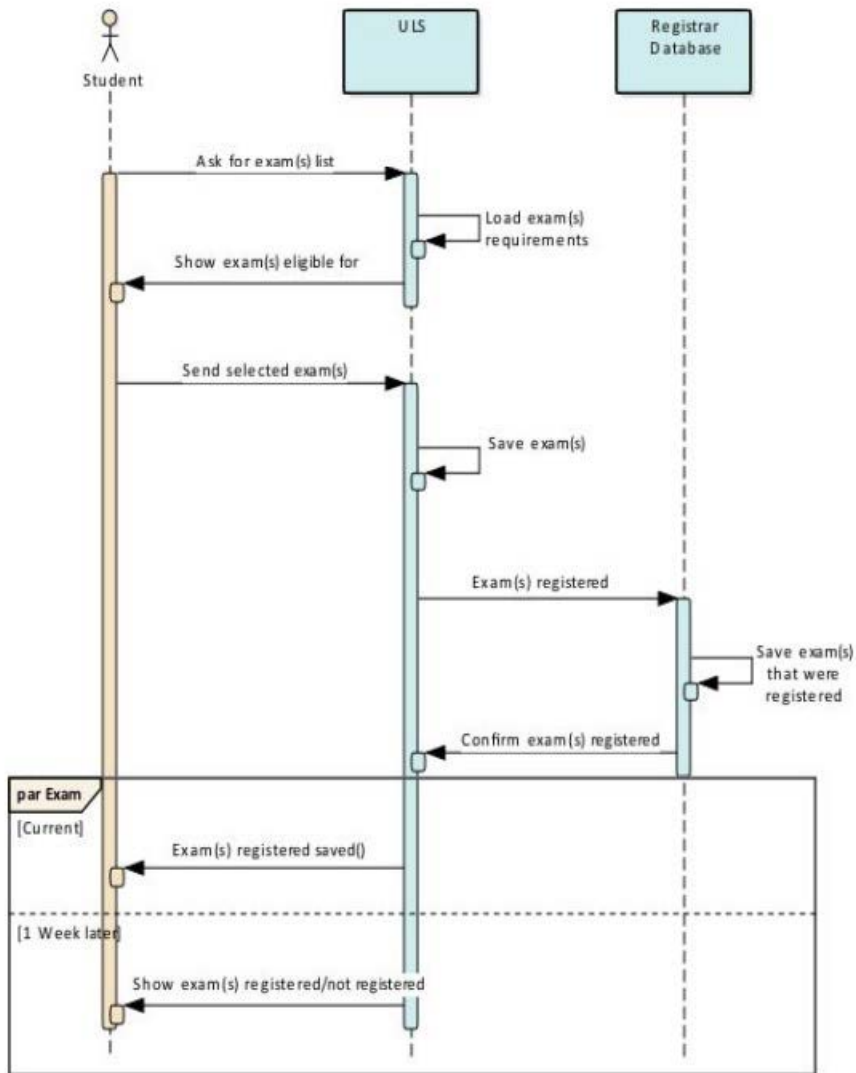 ULS
Registrar
Database
Student
Ask for exam(s) list
Load exam(s)
requirements
Show exam(s) eligible for
Send selected exam(s)
Save exam(s)
Exam(s) registered
Save exam(s)
that were
registered
Confirm exam(s) registered
par Exam
[Current]
Exam(s) registered saved()
[1 Week later]
Show exam(s) registered/not registered